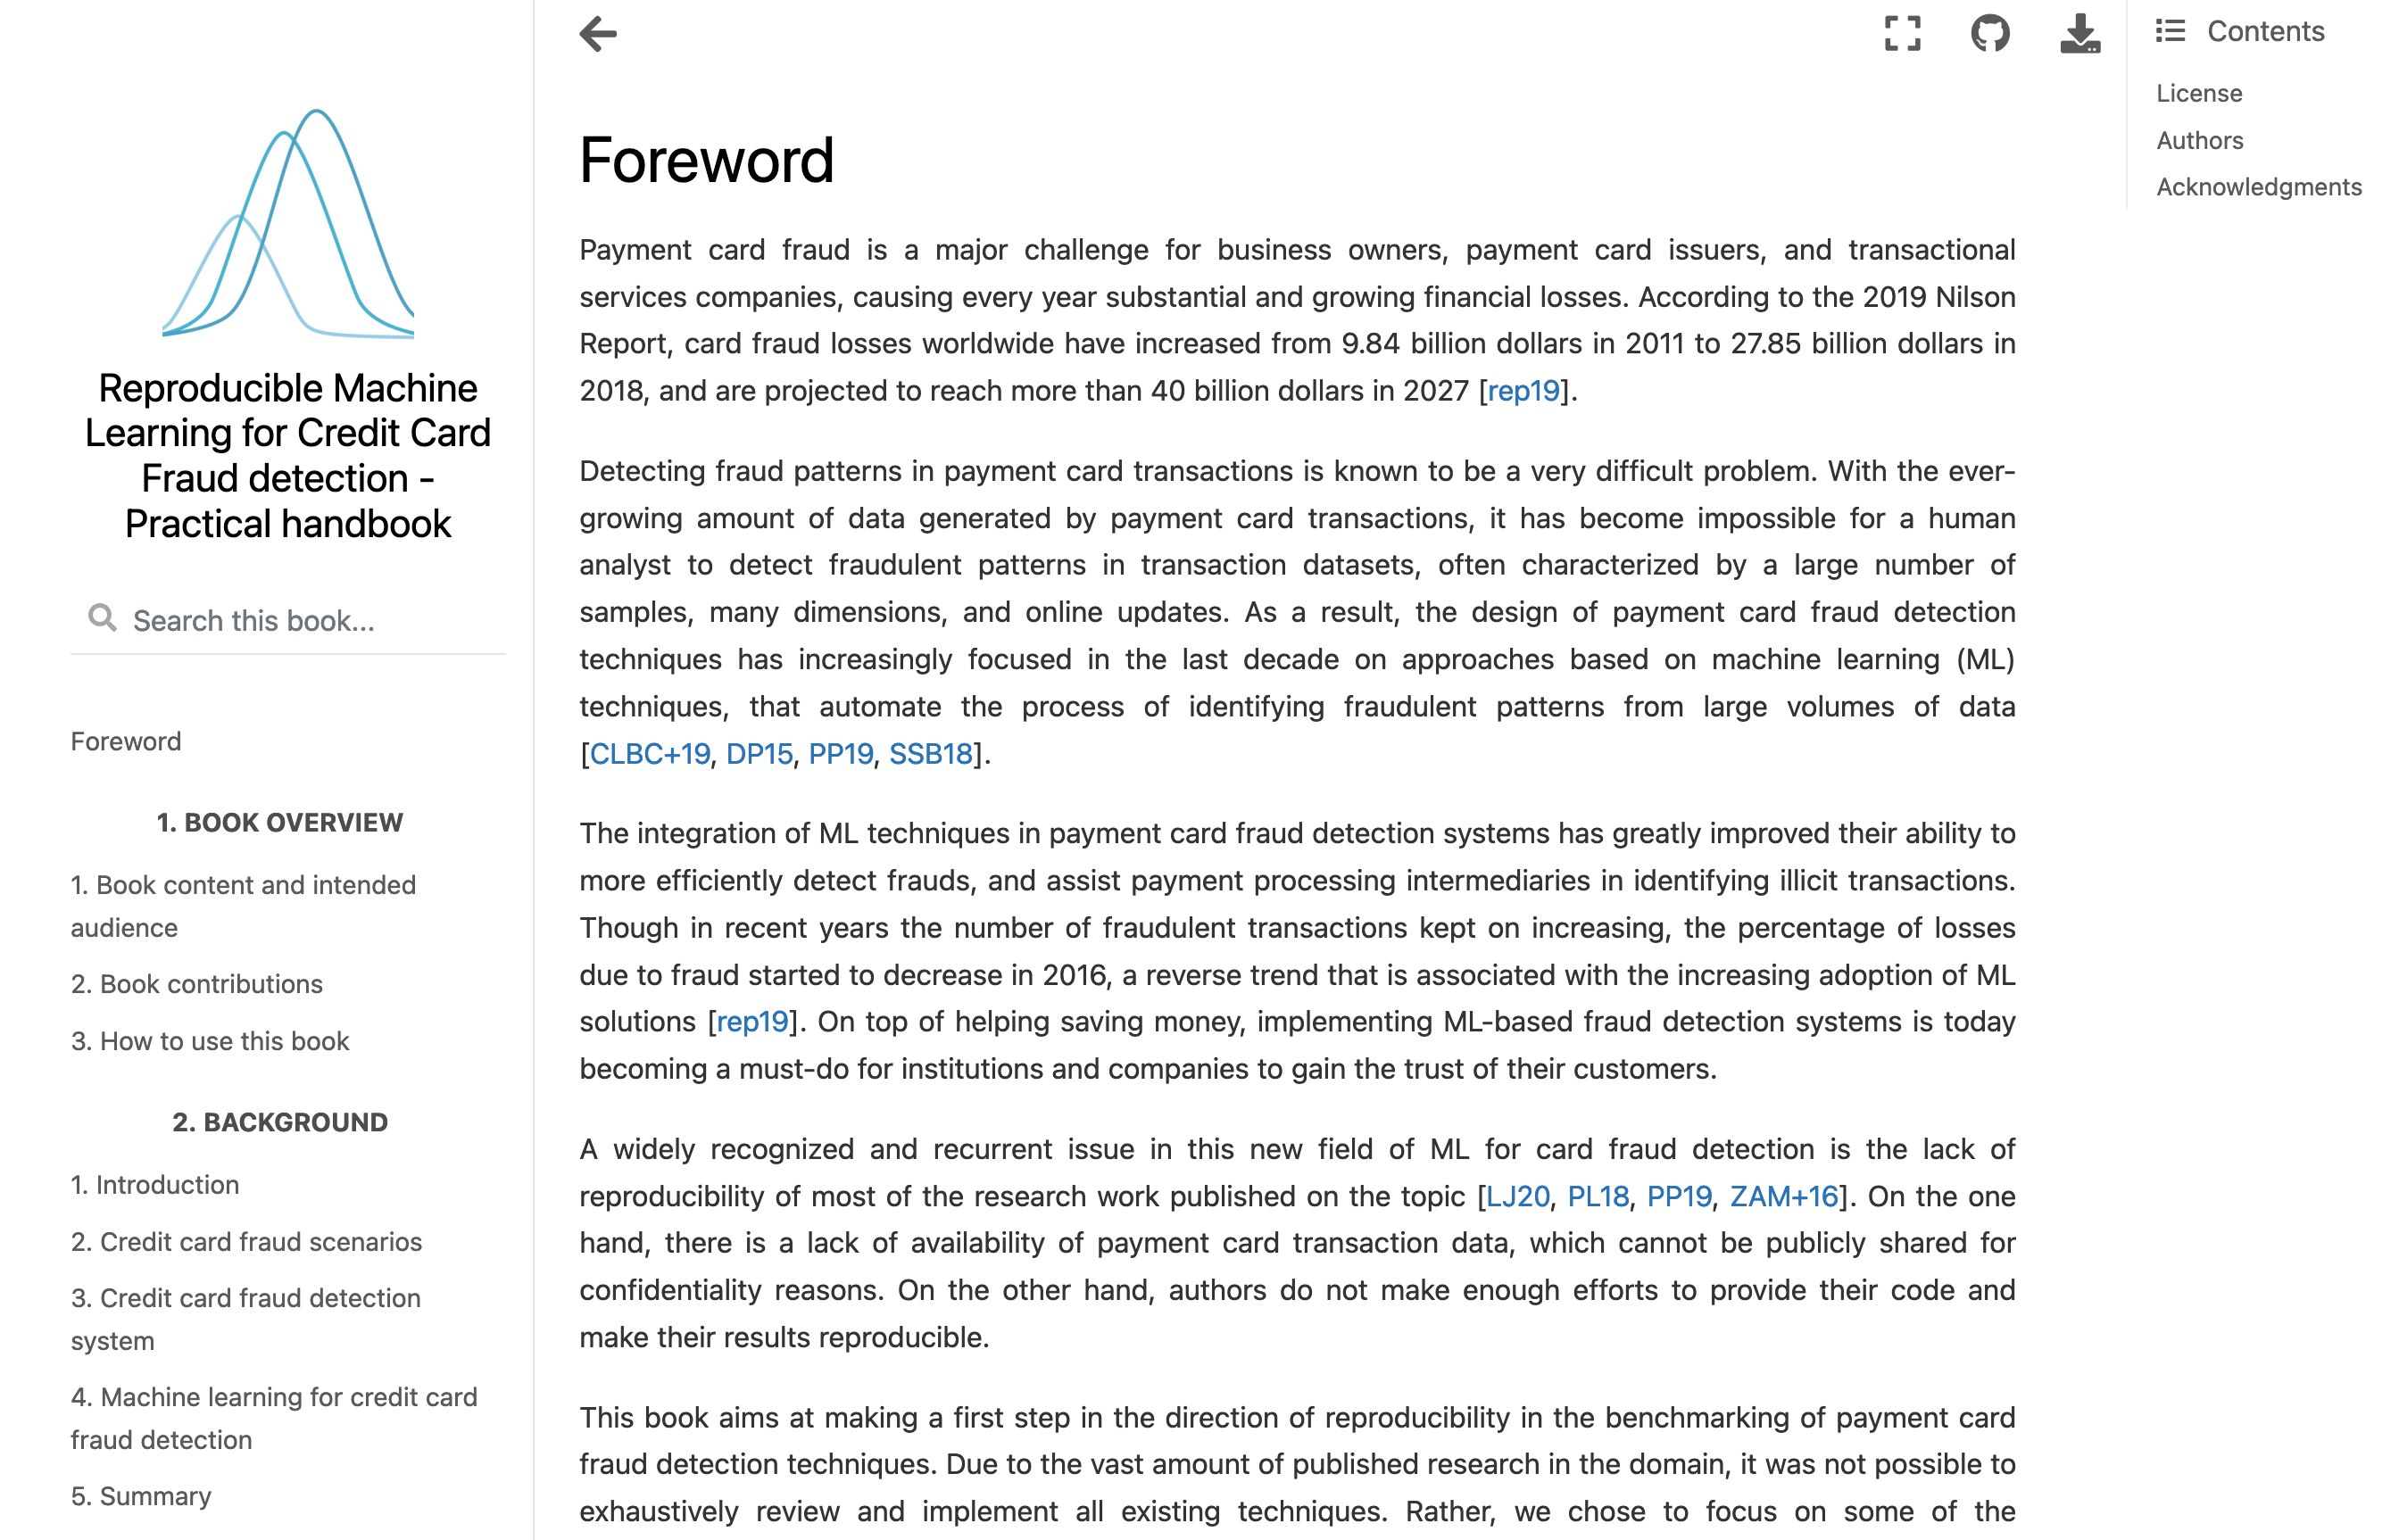 Reproducible Machine
Learning for Credit Card
Fraud detection -
Practical handbook
Search this book...
Foreword
1. BOOK OVERVIEW
1. Book content and intended
audience
2. Book contributions
3. How to use this book
2. BACKGROUND
1. Introduction
2. Credit card fraud scenarios
3. Credit card fraud detection
system
4. Machine learning for credit card
fraud detection
5. Summary
Foreword
Payment card fraud is a major challenge for business owners, payment card issuers, and transactional
services companies, causing every year substantial and growing financial losses. According to the 2019 Nilson
Report, card fraud losses worldwide have increased from 9.84 billion dollars in 2011 to 27.85 billion dollars in
2018, and are projected to reach more than 40 billion dollars in 2027 [rep19].
Detecting fraud patterns in payment card transactions is known to be a very difficult problem. With the ever-
growing amount of data generated by payment card transactions, it has become impossible for a human
analyst to detect fraudulent patterns in transaction datasets, often characterized by a large number of
samples, many dimensions, and online updates. As a result, the design of payment card fraud detection
techniques has increasingly focused in the last decade on approaches based on machine learning (ML)
techniques, that automate the process of identifying fraudulent patterns from large volumes of data
[CLBC+19, DP15, PP19, SSB18].
The integration of ML techniques in payment card fraud detection systems has greatly improved their ability to
more efficiently detect frauds, and assist payment processing intermediaries in identifying illicit transactions.
Though in recent years the number of fraudulent transactions kept on increasing, the percentage of losses
due to fraud started to decrease in 2016, a reverse trend that is associated with the increasing adoption of ML
solutions [rep19]. On top of helping saving money, implementing ML-based fraud detection systems is today
becoming a must-do for institutions and companies to gain the trust of their customers.
A widely recognized and recurrent issue in this new field of ML for card fraud detection is the lack of
reproducibility of most of the research work published on the topic [LJ20, PL18, PP19, ZAM+16]. On the one
hand, there is a lack of availability of payment card transaction data, which cannot be publicly shared for
confidentiality reasons. On the other hand, authors do not make enough efforts to provide their code and
make their results reproducible.
This book aims at making a first step in the direction of reproducibility in the benchmarking of payment card
fraud detection techniques. Due to the vast amount of published research in the domain, it was not possible to
exhaustively review and implement all existing techniques. Rather, we chose to focus on some of the
Contents
License
Authors
Acknowledgments